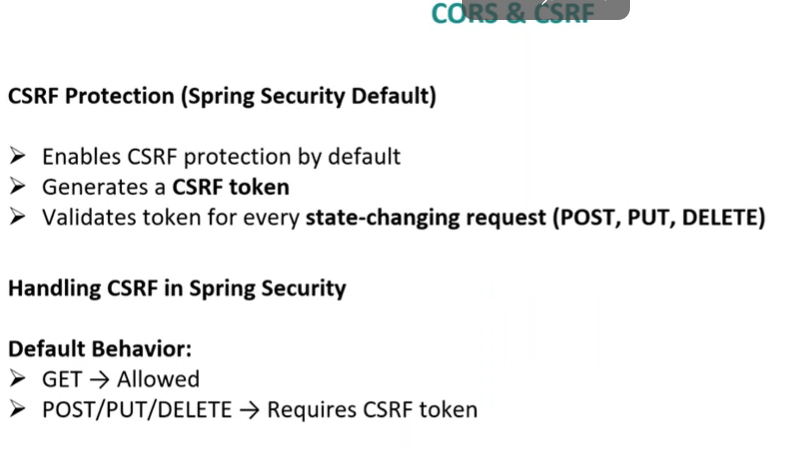 CORS & CSRF
CSRF Protection (Spring Security Default)
➢ Enables CSRF protection by default
➢ Generates a CSRF token
➢ Validates token for every state-changing request (POST, PUT, DELETE)
Handling CSRF in Spring Security
Default Behavior:
➢ GET → Allowed
➢ POST/PUT/DELETE → Requires CSRF token